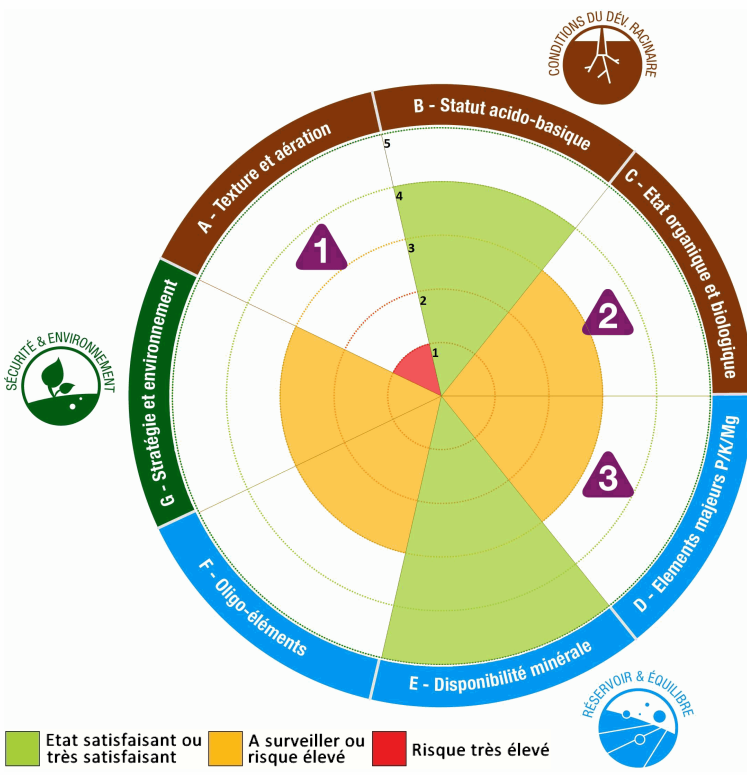 CONDITIONS DU DÉV. RACINAIRE
B - Statut acido-basique
A - Texture et aération
C - Etat organique et biologique
5
4
3
2
1
1
2
3
G - Stratégie et environnement
SÉCURITÉ & ENVIRONNEMENT
D - Elements majeurs P/K/Mg
F - Oligo-éléments
E - Disponibilité minérale
RÉSERVOIR & ÉQUILIBRE
Etat satisfaisant ou
très satisfaisant
A surveiller ou
risque élevé
Risque très élevé